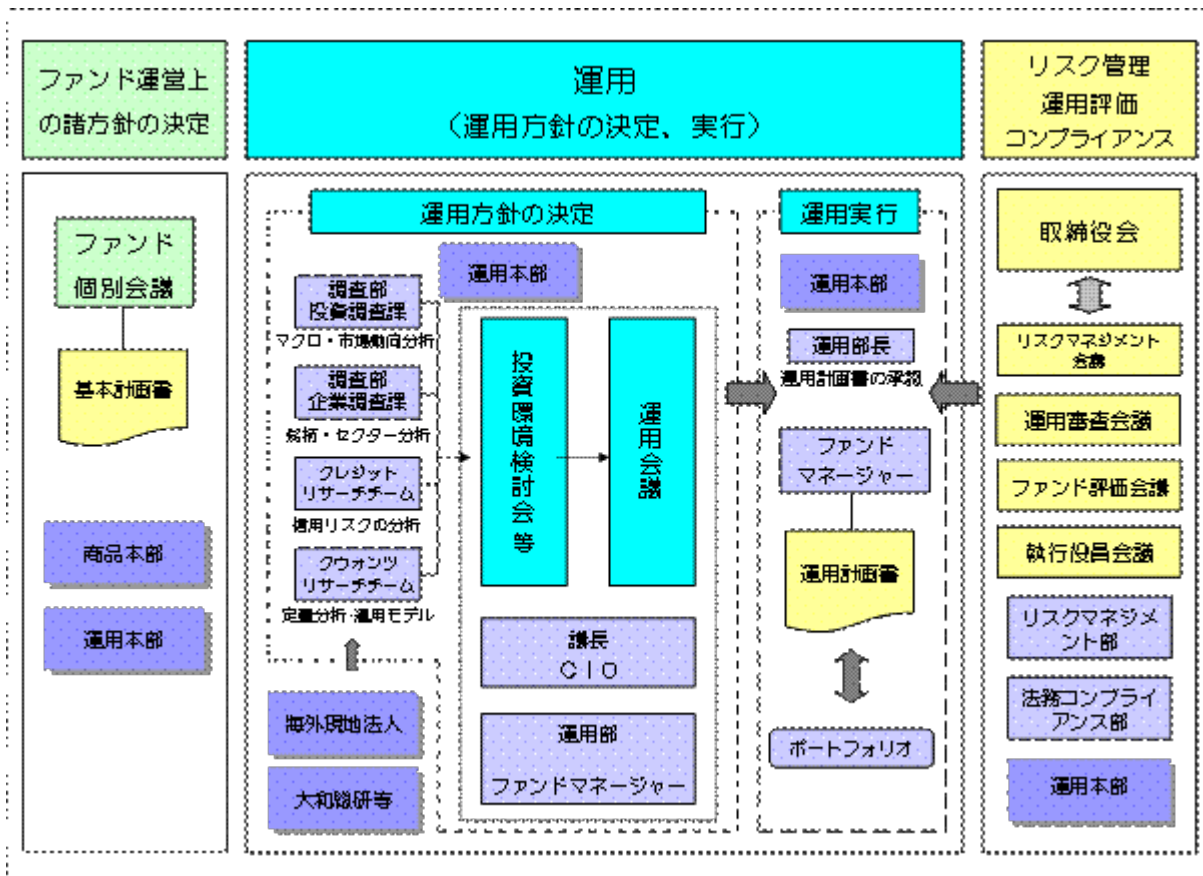 ファンド運営上
の諸方針の決定
運用
（運用方針の決定、実行）
リスク管理
運用評価
コンプライアンス
ファンド
個別会議
基本計画書
商品本部
運用本部
運用方針の決定
運用本部
調査部
投資調査課
マクロ・市場動向分析
調査部
企業調査課
銘柄・セクター分析
クレジット
リサーチチーム
信用リスクの分析
クウォンツ
リサーチチーム
定量分析・運用モデル
海外現地法人
大和総研等
投資環境検討会等
運用会議
議長
ＣＩＯ
運用部
ファンドマネージャー
運用実行
運用本部
運用部長
運用計画書の承認
ファンド
マネージャー
運用計画書
ポートフォリオ
取締役会
リスクマネジメント
会議
運用審査会議
ファンド評価会議
執行役員会議
リスクマネジメ
ント部
法務コンプライ
アンス部
運用本部